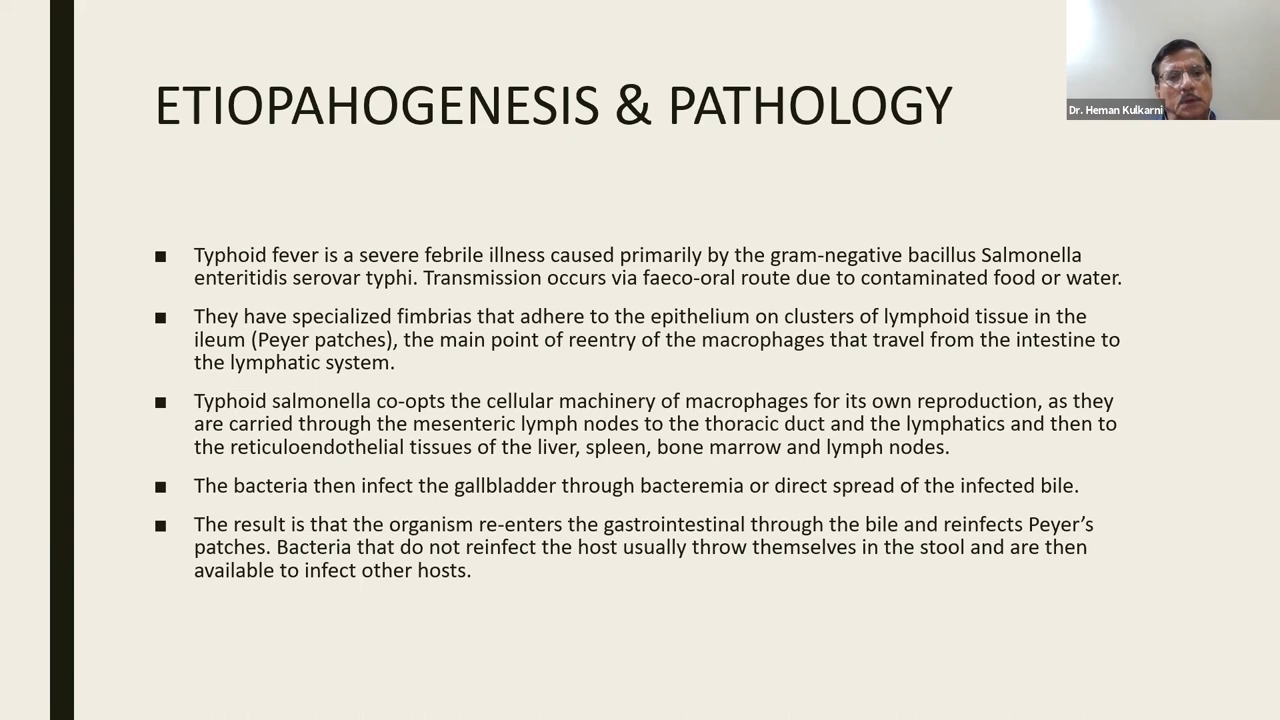 ETIOPAHOGENESIS & PATHOLOGY
Dr. Heman Kulkarni
■ Typhoid fever is a severe febrile illness caused primarily by the gram-negative bacillus Salmonella
enteritidis serovar typhi. Transmission occurs via faeco-oral route due to contaminated food or water.
■ They have specialized fimbrias that adhere to the epithelium on clusters of lymphoid tissue in the
ileum (Peyer patches), the main point of reentry of the macrophages that travel from the intestine to
the lymphatic system.
■ Typhoid salmonella co-opts the cellular machinery of macrophages for its own reproduction, as they
are carried through the mesenteric lymph nodes to the thoracic duct and the lymphatics and then to
the reticuloendothelial tissues of the liver, spleen, bone marrow and lymph nodes.
■ The bacteria then infect the gallbladder through bacteremia or direct spread of the infected bile.
■ The result is that the organism re-enters the gastrointestinal through the bile and reinfects Peyer’s
patches. Bacteria that do not reinfect the host usually throw themselves in the stool and are then
available to infect other hosts.